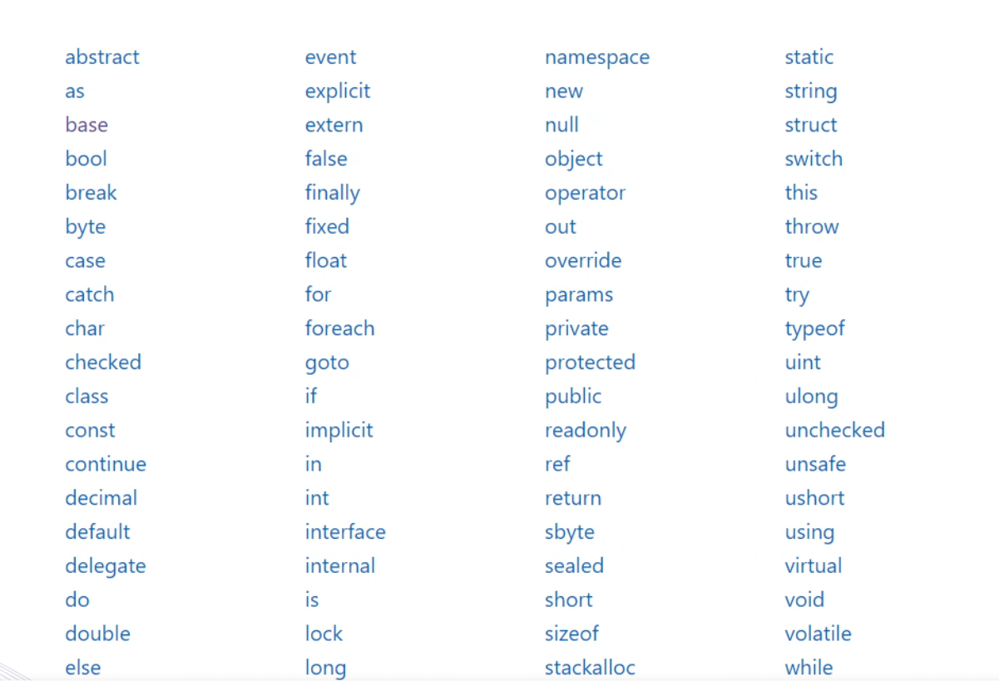 abstract event namespace static
as explicit new string
base extern null struct
bool false object switch
break finally operator this
byte fixed out throw
case float override true
catch for params try
char foreach private typeof
checked goto protected uint
class if public ulong
const implicit readonly unchecked
continue in ref unsafe
decimal int return ushort
default interface sbyte using
delegate internal sealed virtual
do is short void
double lock sizeof volatile
else long stackalloc while